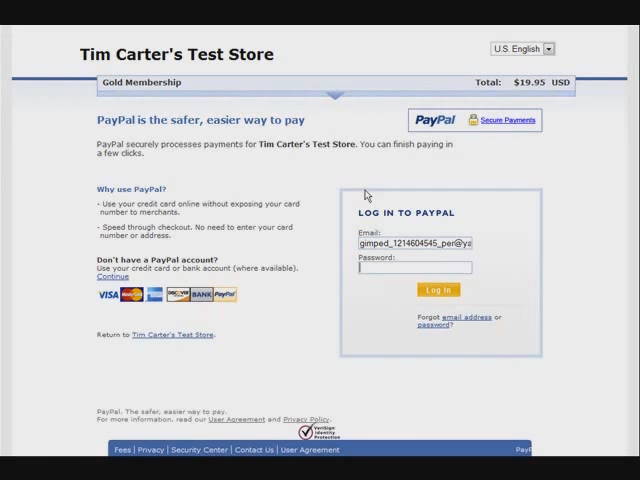 Tim Carter's Test Store
U.S. English
Gold Membership
Total: $19.95 USD
PayPal is the safer, easier way to pay
PayPal Secure Payments
PayPal securely processes payments for Tim Carter's Test Store. You can finish paying in
a few clicks.
Why use PayPal?
- Use your credit card online without exposing your card
number to merchants.
- Speed through checkout. No need to enter your card
number or address.
Don't have a PayPal account?
Use your credit card or bank account (where available).
Continue
VISA MasterCard DISCOVER BANK PayPal
Return to Tim Carter's Test Store.
LOG IN TO PAYPAL
Email:
gimped_1214604545_per@ya
Password:
Log In
Forgot email address or
password?
PayPal. The safer, easier way to pay.
For more information, read our User Agreement and Privacy Policy.
VeriSign
Identity
Protection
Fees | Privacy | Security Center | Contact Us | User Agreement
PayP